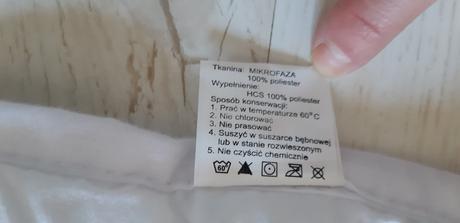 Tkanina: MIKROFAZA
100% poliester
Wypełnienie:
HCS 100% poliester
Sposób konserwacji:
1. Prać w temperaturze 60°C
2. Nie chlorować
3. Nie prasować
4. Suszyć w suszarce bębnowej
lub w stanie rozwieszonym
5. Nie czyścić chemicznie
60°